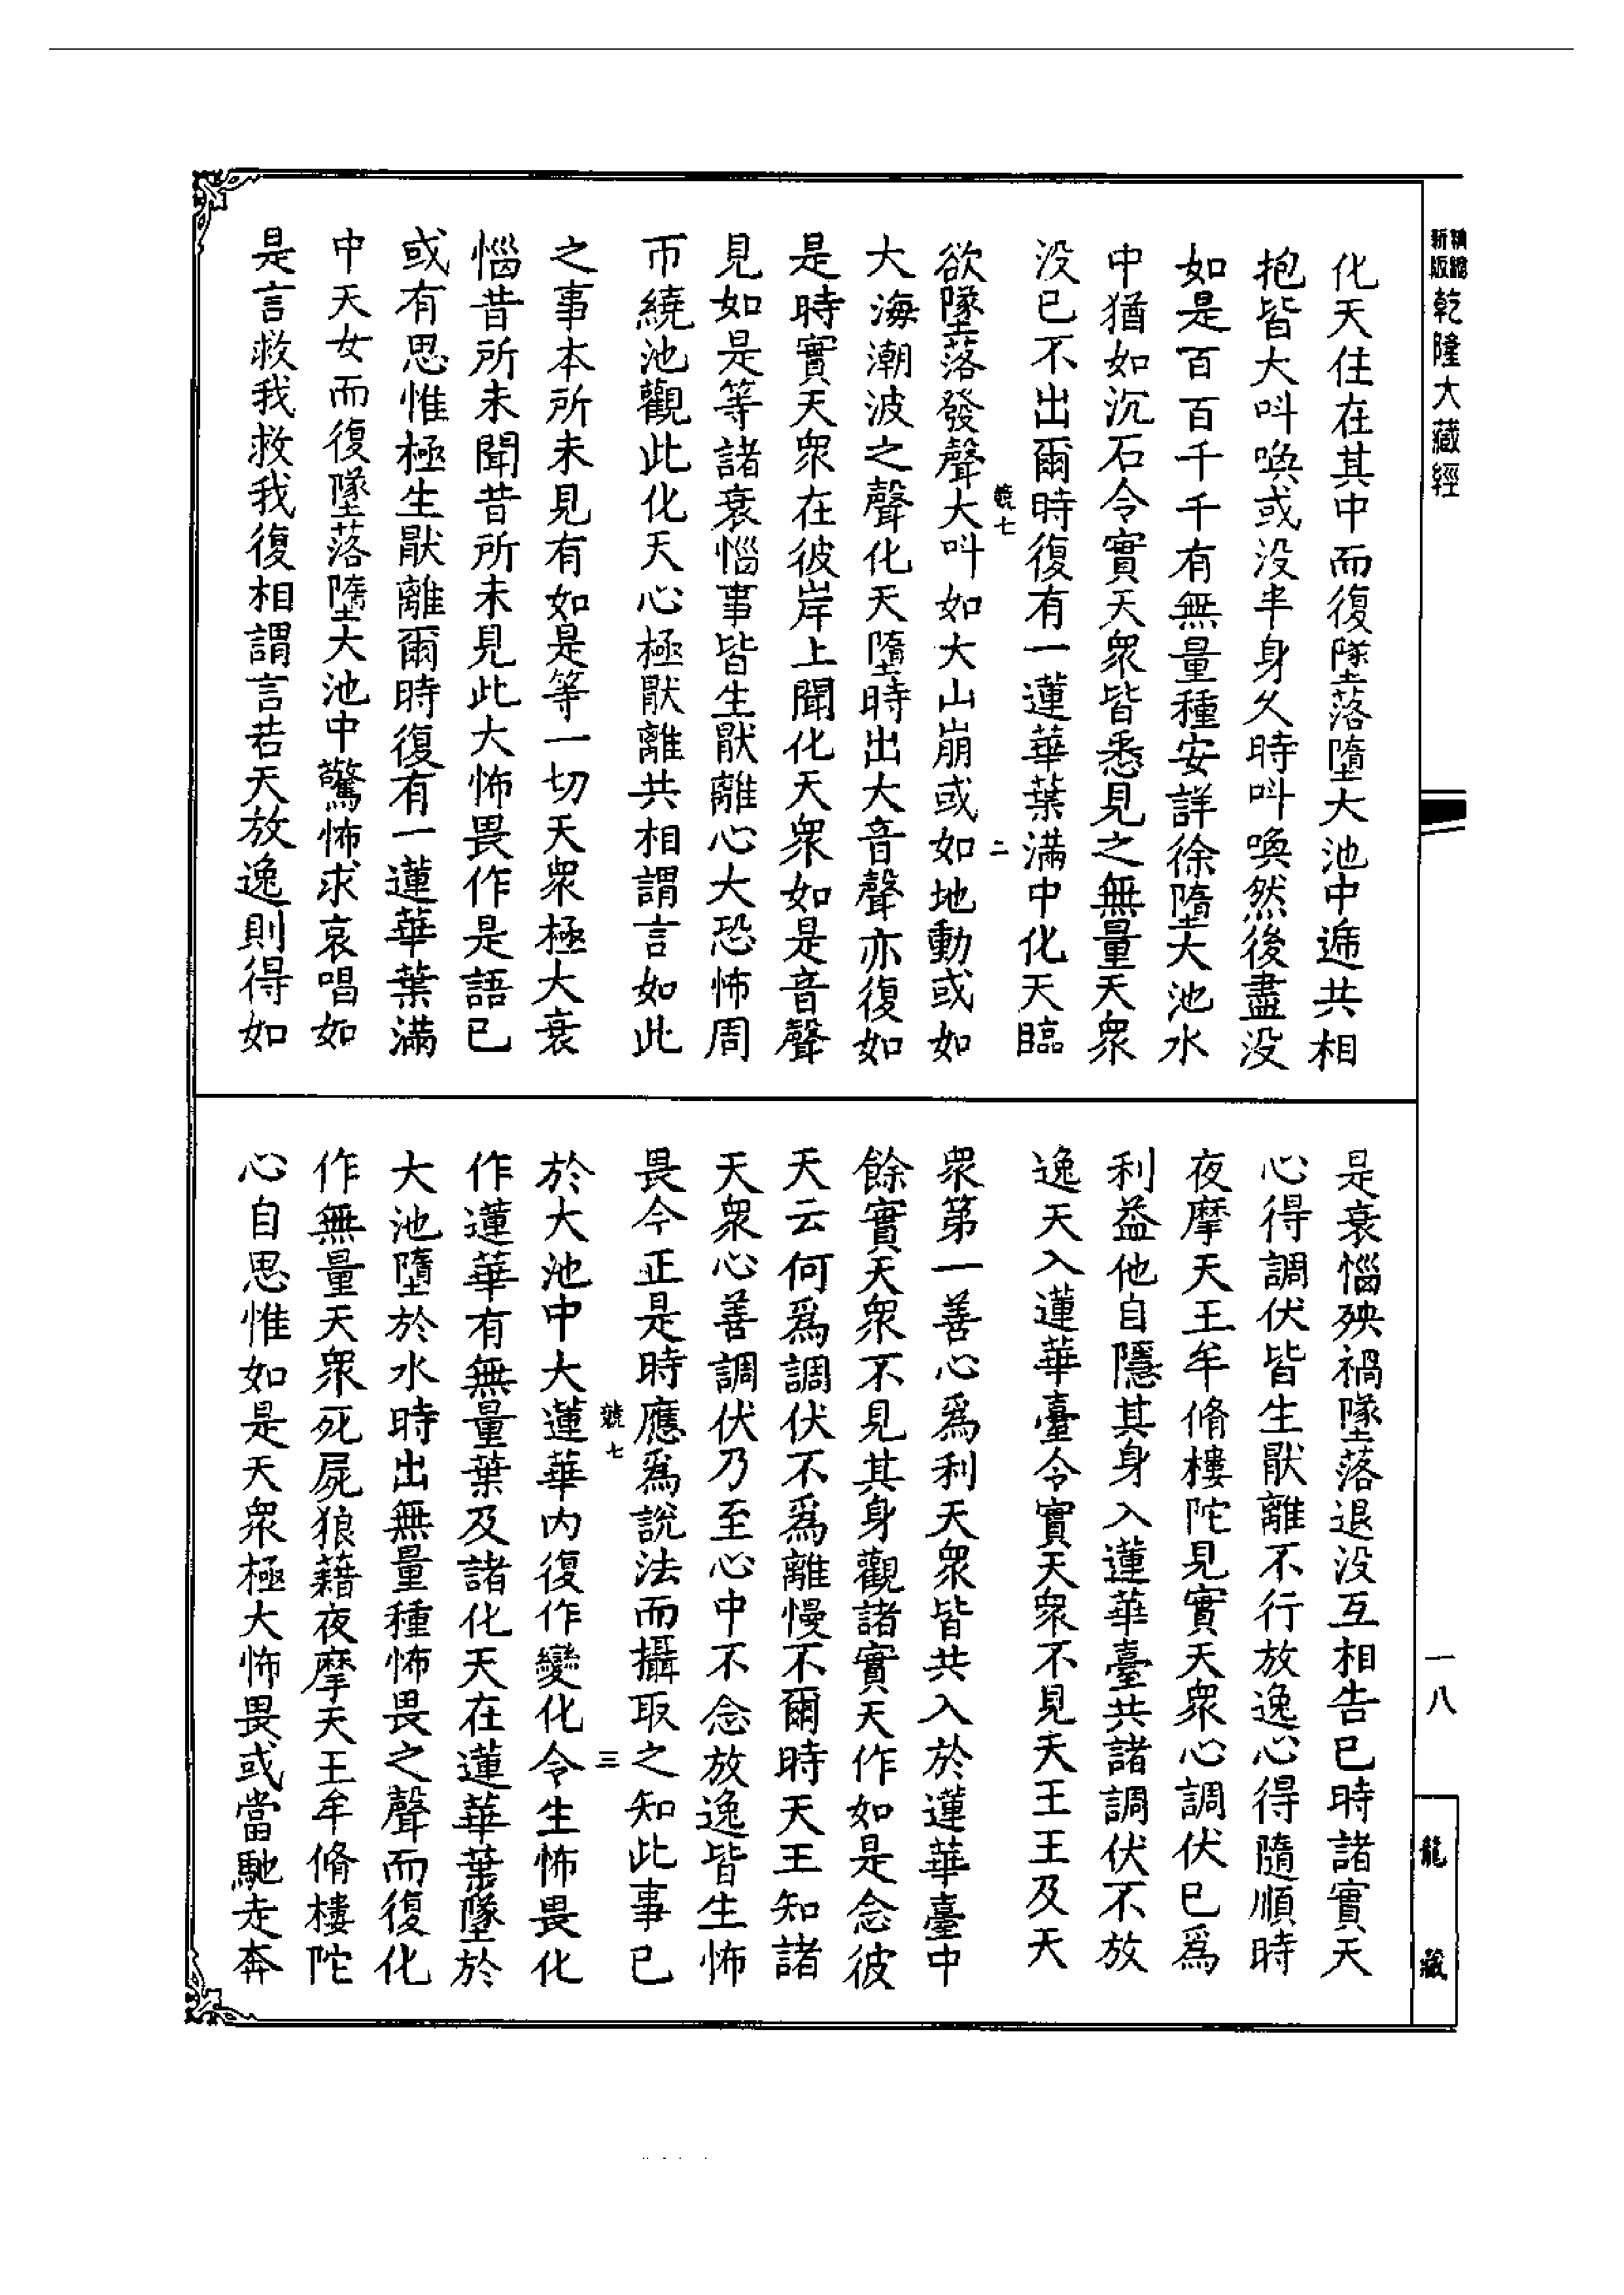 新版精縮乾隆大藏經
化天住在其中而復墜落墮大池中遞共相
抱皆大叫喚或没半身久時叫喚然後盡没
如是百百千千有無量種安詳徐墮大池水
中猶如沉石令實天衆皆悉見之無量天衆
没已不出爾時復有一蓮華葉滿中化天臨
號七 二
欲墜落發聲大叫如大山崩或如地動或如
大海潮波之聲化天墮時出大音聲亦復如
是時實天衆在彼岸上聞化天衆如是音聲
見如是等諸衰惱事皆生厭離心大恐怖周
帀繞池觀此化天心極厭離共相謂言如此
之事本所未見有如是等一切天衆極大衰
惱昔所未聞昔所未見此大怖畏作是語已
或有思惟極生厭離爾時復有一蓮華葉滿
中天女而復墜落墮大池中驚怖求哀唱如
是言救我救我復相謂言若天放逸則得如
是衰惱殃禍墜落退没互相告已時諸實天
心得調伏皆生厭離不行放逸心得隨順時
夜摩天王牟脩樓陀見實天衆心調伏已爲
利益他自隱其身入蓮華臺共諸調伏不放
逸天入蓮華臺令實天衆不見天王王及天
衆第一善心爲利天衆皆共入於蓮華臺中
餘實天衆不見其身觀諸實天作如是念彼
天云何爲調伏不爲離慢不爾時天王知諸
天衆心善調伏乃至心中不念放逸皆生怖
畏今正是時應爲說法而攝取之知此事已
號七 三
於大池中大蓮華内復作變化令生怖畏化
作蓮華有無量葉及諸化天在蓮華葉墜於
大池墮於水時出無量種怖畏之聲而復化
作無量天衆死屍狼藉夜摩天王牟脩樓陀
心自思惟如是天衆極大怖畏或當馳走奔
一八
龍藏